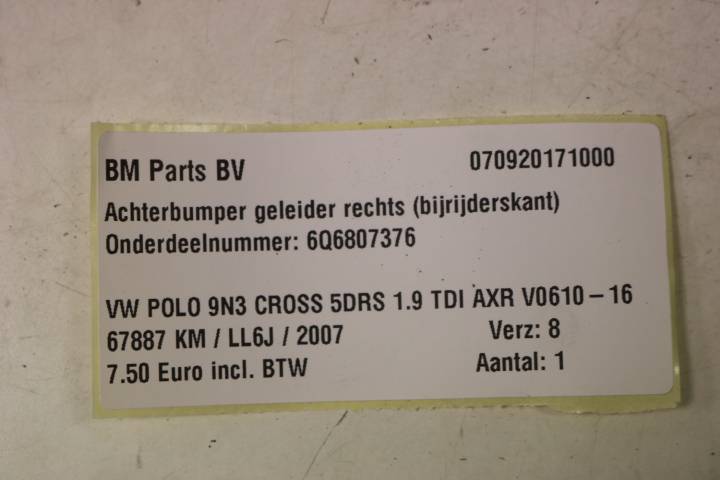 BM Parts BV 070920171000
Achterbumper geleider rechts (bijrijderskant)
Onderdeelnummer: 6Q6807376
VW POLO 9N3 CROSS 5DRS 1.9 TDI AXR V0610 – 16
67887 KM / LL6J / 2007 Verz: 8
7.50 Euro incl. BTW Aantal: 1